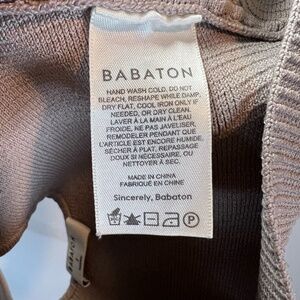 BABATON
HAND WASH COLD, DO NOT
BLEACH, RESHAPE WHILE DAMP,
DRY FLAT, COOL IRON ONLY IF
NEEDED, OR DRY CLEAN.
LAVER À LA MAIN À L'EAU
FROIDE, NE PAS JAVELISER,
REMODELER PENDANT QUE
L'ARTICLE EST ENCORE HUMIDE,
SÉCHER À PLAT, REPASSAGE
DOUX SI NÉCESSAIRE, OU
NETTOYAGE À SEC.
MADE IN CHINA
FABRIQUÉ EN CHINE
Sincerely, Babaton